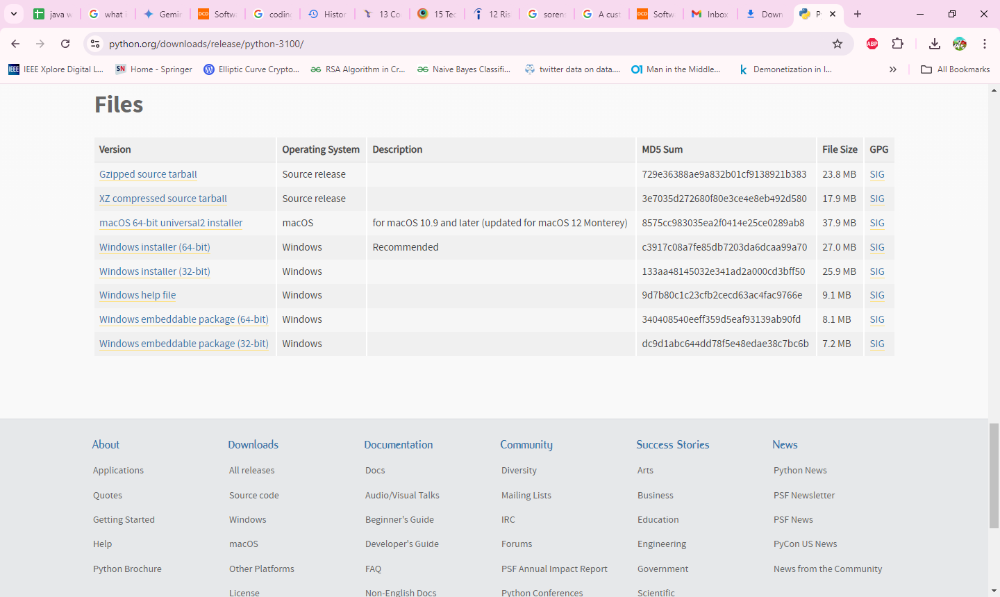 java w
what i
Gemin
DCD Softw
coding
Histor
13 Co
15 Tec
12 Ris
sorens
A cust
DCD Softw
Inbox
Down
python.org/downloads/release/python-3100/
ABP
IEEE IEEE Xplore Digital L...
SN Home - Springer
Elliptic Curve Crypto...
RSA Algorithm in Cr...
Naive Bayes Classifi...
twitter data on data....
Man in the Middle...
k Demonetization in I...
All Bookmarks
Files
Version Operating System Description MD5 Sum File Size GPG
Gzipped source tarball Source release 729e36388ae9a832b01cf9138921b383 23.8 MB SIG
XZ compressed source tarball Source release 3e7035d272680f80e3ce4e8eb492d580 17.9 MB SIG
macOS 64-bit universal2 installer macOS for macOS 10.9 and later (updated for macOS 12 Monterey) 8575cc983035ea2f0414e25ce0289ab8 37.9 MB SIG
Windows installer (64-bit) Windows Recommended c3917c08a7fe85db7203da6dcaa99a70 27.0 MB SIG
Windows installer (32-bit) Windows 133aa48145032e341ad2a000cd3bff50 25.9 MB SIG
Windows help file Windows 9d7b80c1c23cfb2cecd63ac4fac9766e 9.1 MB SIG
Windows embeddable package (64-bit) Windows 340408540eeff359d5eaf93139ab90fd 8.1 MB SIG
Windows embeddable package (32-bit) Windows dc9d1abc644dd78f5e48edae38c7bc6b 7.2 MB SIG
About Downloads Documentation Community Success Stories News
Applications All releases Docs Diversity Arts Python News
Quotes Source code Audio/Visual Talks Mailing Lists Business PSF Newsletter
Getting Started Windows Beginner's Guide IRC Education PSF News
Help macOS Developer's Guide Forums Engineering PyCon US News
Python Brochure Other Platforms FAQ PSF Annual Impact Report Government News from the Community
License Non-English Docs Python Conferences Scientific